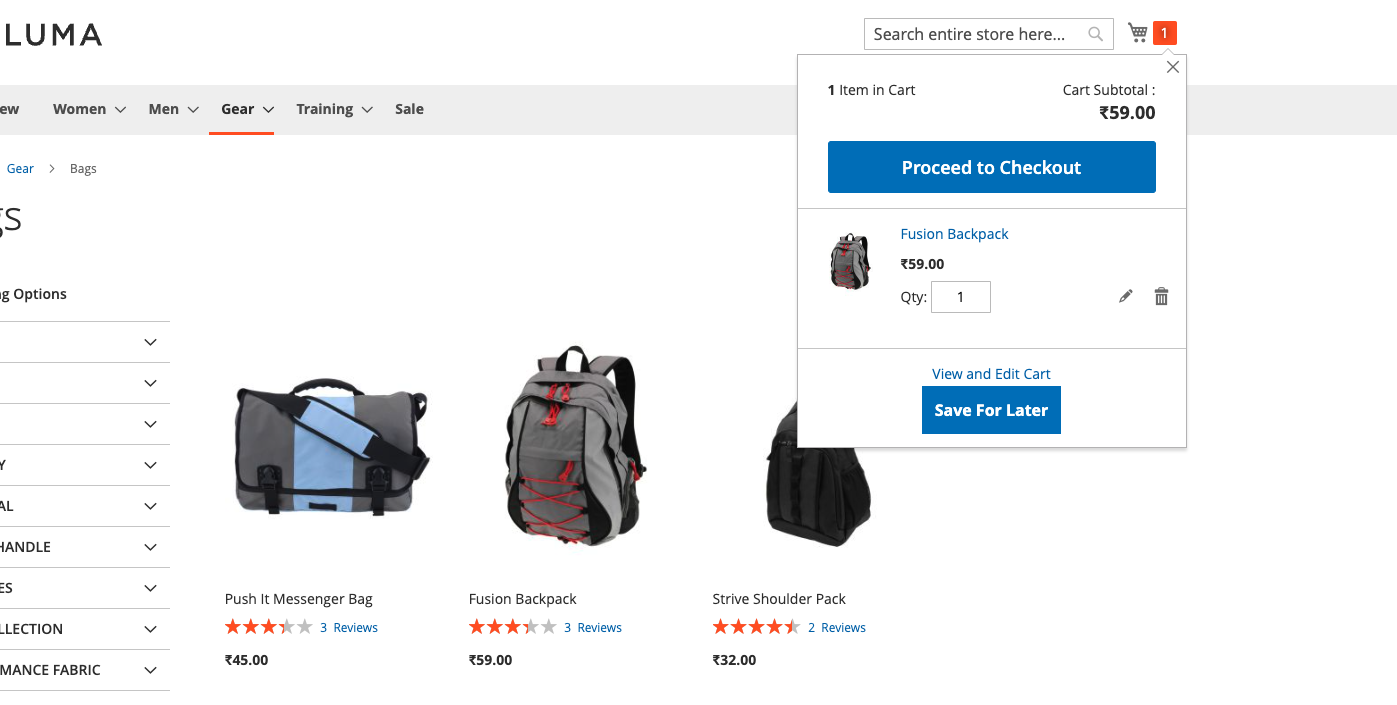 LUMA
Search entire store here...
1
ew
Women
Men
Gear
Training
Sale
1 Item in Cart
Cart Subtotal :
₹59.00
Proceed to Checkout
Fusion Backpack
₹59.00
Qty: 1
View and Edit Cart
Save For Later
Gear > Bags
gs
ng Options
Y
AL
HANDLE
ES
LLECTION
MANCE FABRIC
Push It Messenger Bag
3 Reviews
₹45.00
Fusion Backpack
3 Reviews
₹59.00
Strive Shoulder Pack
2 Reviews
₹32.00